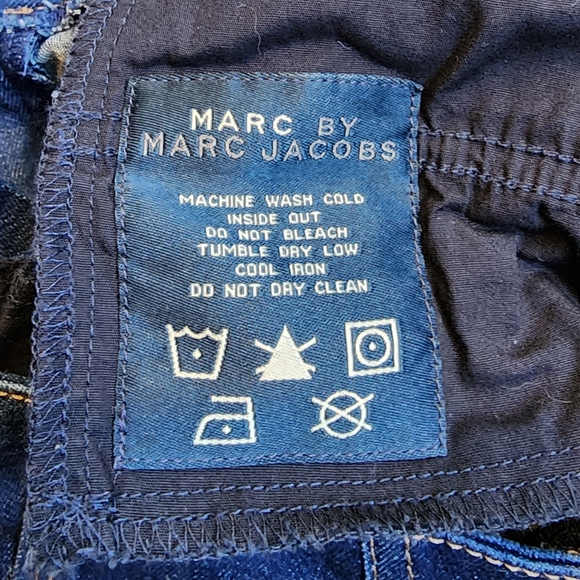 MARC BY
MARC JACOBS
MACHINE WASH COLD
INSIDE OUT
DO NOT BLEACH
TUMBLE DRY LOW
COOL IRON
DO NOT DRY CLEAN